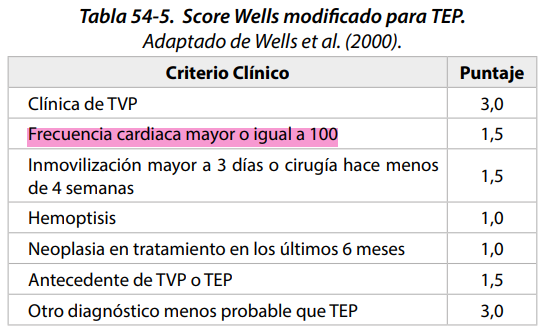 Tabla 54-5. Score Wells modificado para TEP.
Adaptado de Wells et al. (2000).
Criterio Clínico Puntaje
Clínica de TVP 3,0
Frecuencia cardiaca mayor o igual a 100 1,5
Inmovilización mayor a 3 días o cirugía hace menos
de 4 semanas 1,5
Hemoptisis 1,0
Neoplasia en tratamiento en los últimos 6 meses 1,0
Antecedente de TVP o TEP 1,5
Otro diagnóstico menos probable que TEP 3,0